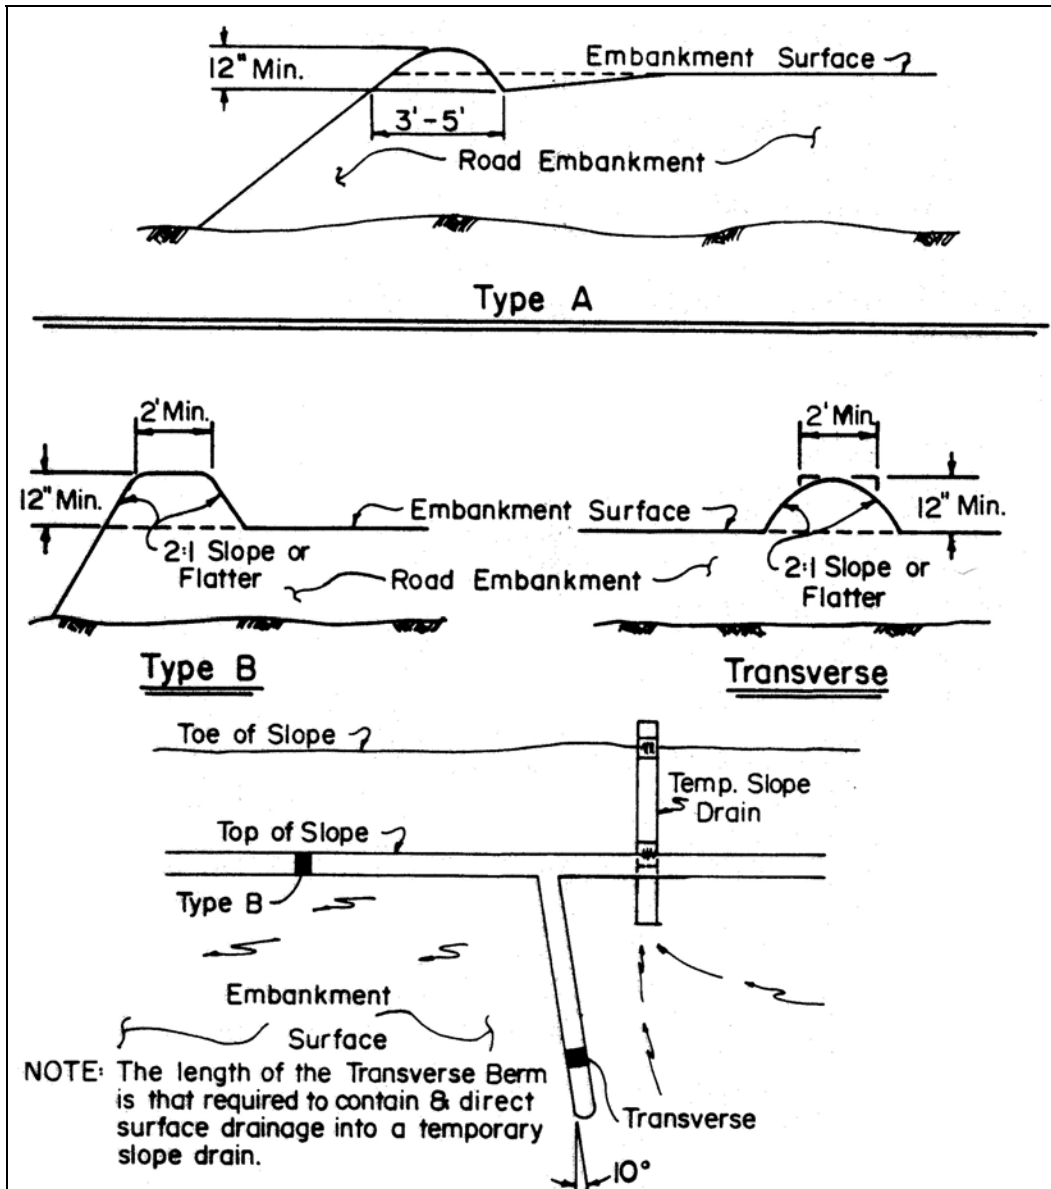 Embankment Surface
12" Min.
3'-5'
Road Embankment
Type A
2' Min.
2' Min.
12" Min.
Embankment Surface
12" Min.
2:1 Slope or
Flatter
Road Embankment
2:1 Slope or
Flatter
Type B
Transverse
Toe of Slope
Temp. Slope
Drain
Top of Slope
Type B
Embankment
Surface
NOTE: The length of the Transverse Berm
is that required to contain & direct
surface drainage into a temporary
slope drain.
Transverse
10°